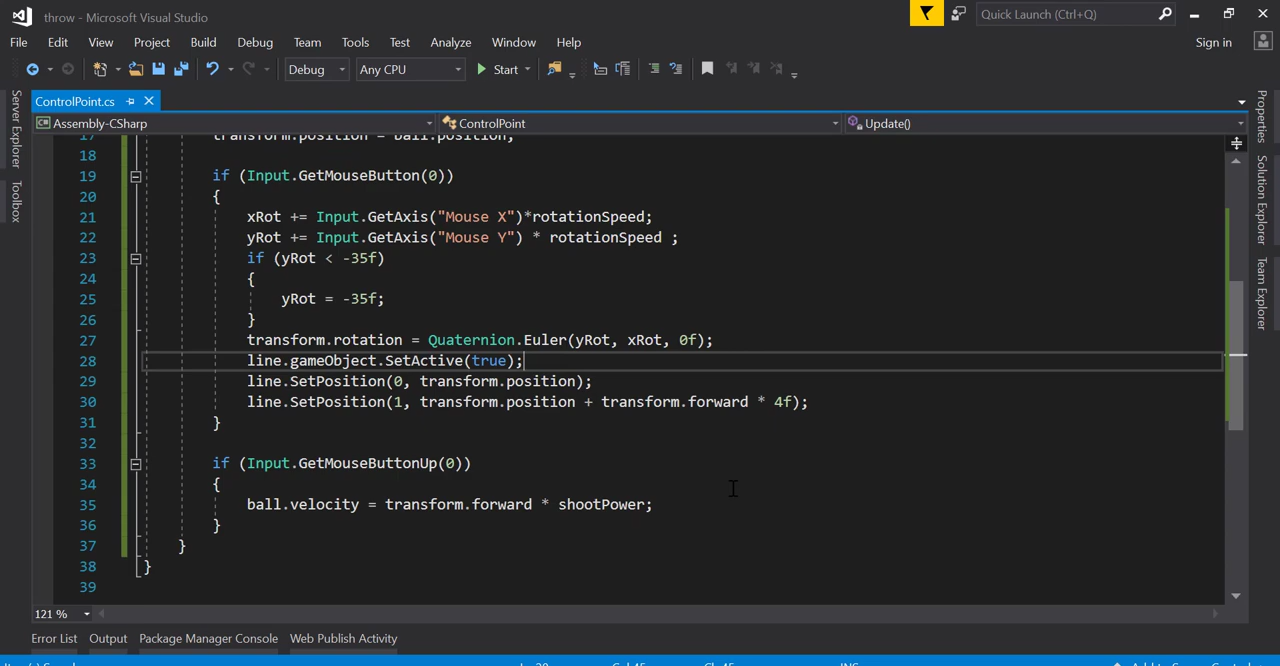 throw - Microsoft Visual Studio
Quick Launch (Ctrl+Q)
File Edit View Project Build Debug Team Tools Test Analyze Window Help
Sign in
Debug Any CPU Start
Server Explorer
Toolbox
ControlPoint.cs
Assembly-CSharp ControlPoint Update()
17 transform.position = ball.position;
18
19 if (Input.GetMouseButton(0))
20 {
21 xRot += Input.GetAxis("Mouse X")*rotationSpeed;
22 yRot += Input.GetAxis("Mouse Y") * rotationSpeed ;
23 if (yRot < -35f)
24 {
25 yRot = -35f;
26 }
27 transform.rotation = Quaternion.Euler(yRot, xRot, 0f);
28 line.gameObject.SetActive(true);
29 line.SetPosition(0, transform.position);
30 line.SetPosition(1, transform.position + transform.forward * 4f);
31 }
32
33 if (Input.GetMouseButtonUp(0))
34 {
35 ball.velocity = transform.forward * shootPower;
36 }
37 }
38 }
39
121 %
Properties
Solution Explorer
Team Explorer
Error List Output Package Manager Console Web Publish Activity